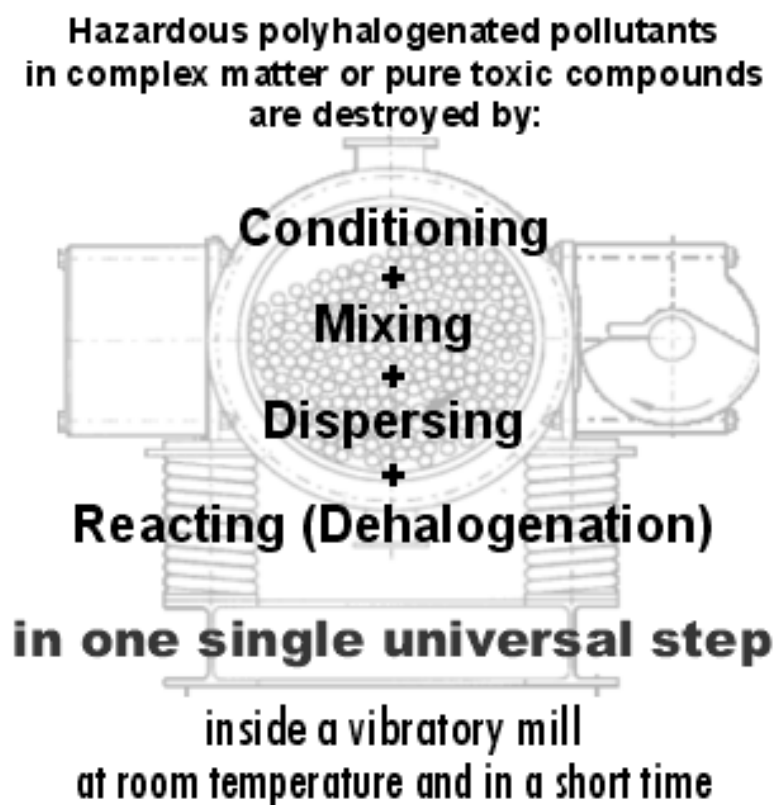 Hazardous polyhalogenated pollutants
in complex matter or pure toxic compounds
are destroyed by:
Conditioning
+
Mixing
+
Dispersing
+
Reacting (Dehalogenation)
in one single universal step
inside a vibratory mill
at room temperature and in a short time